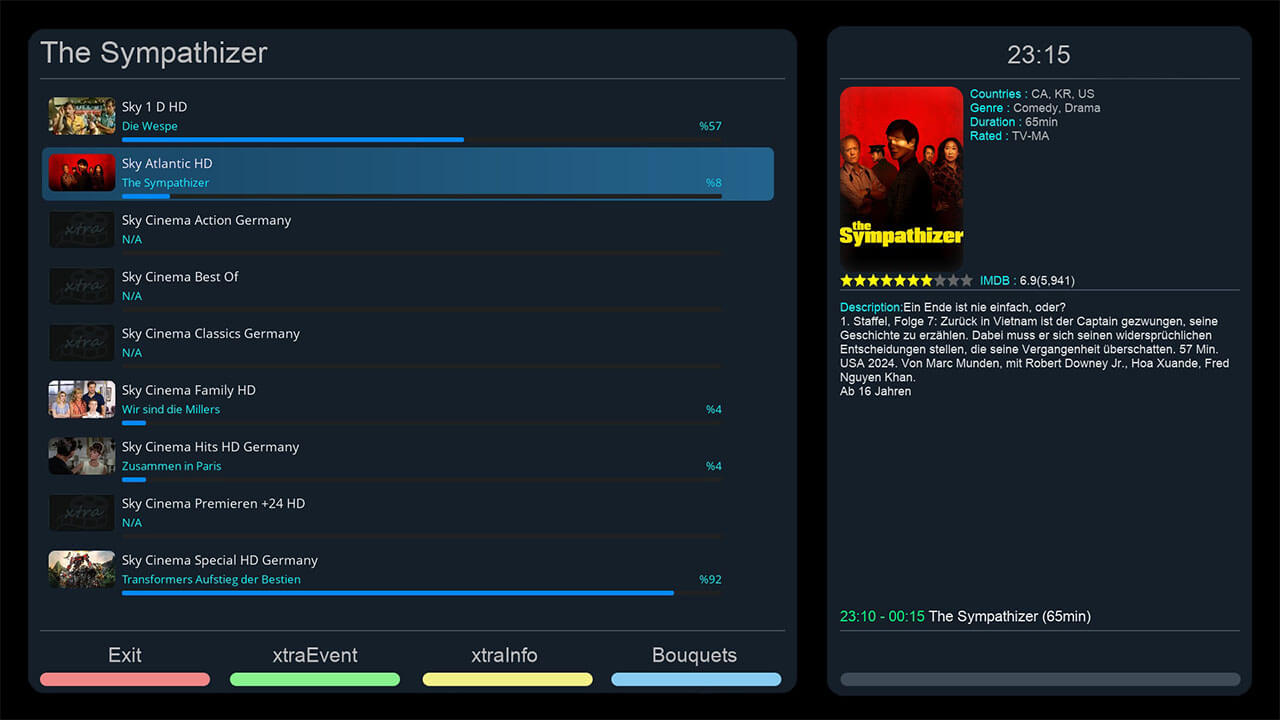 The Sympathizer
Sky 1 D HD
Die Wespe
%57
Sky Atlantic HD
The Sympathizer
%8
xtra
Sky Cinema Action Germany
N/A
xtra
Sky Cinema Best Of
N/A
xtra
Sky Cinema Classics Germany
N/A
Sky Cinema Family HD
Wir sind die Millers
%4
Sky Cinema Hits HD Germany
Zusammen in Paris
%4
xtra
Sky Cinema Premieren +24 HD
N/A
Sky Cinema Special HD Germany
Transformers Aufstieg der Bestien
%92
Exit
xtraEvent
xtraInfo
Bouquets
23:15
the
Sympathizer
Countries : CA, KR, US
Genre : Comedy, Drama
Duration : 65min
Rated : TV-MA
IMDB : 6.9(5,941)
Description:Ein Ende ist nie einfach, oder?
1. Staffel, Folge 7: Zurück in Vietnam ist der Captain gezwungen, seine
Geschichte zu erzählen. Dabei muss er sich seinen widersprüchlichen
Entscheidungen stellen, die seine Vergangenheit überschatten. 57 Min.
USA 2024. Von Marc Munden, mit Robert Downey Jr., Hoa Xuande, Fred
Nguyen Khan.
Ab 16 Jahren
23:10 - 00:15 The Sympathizer (65min)